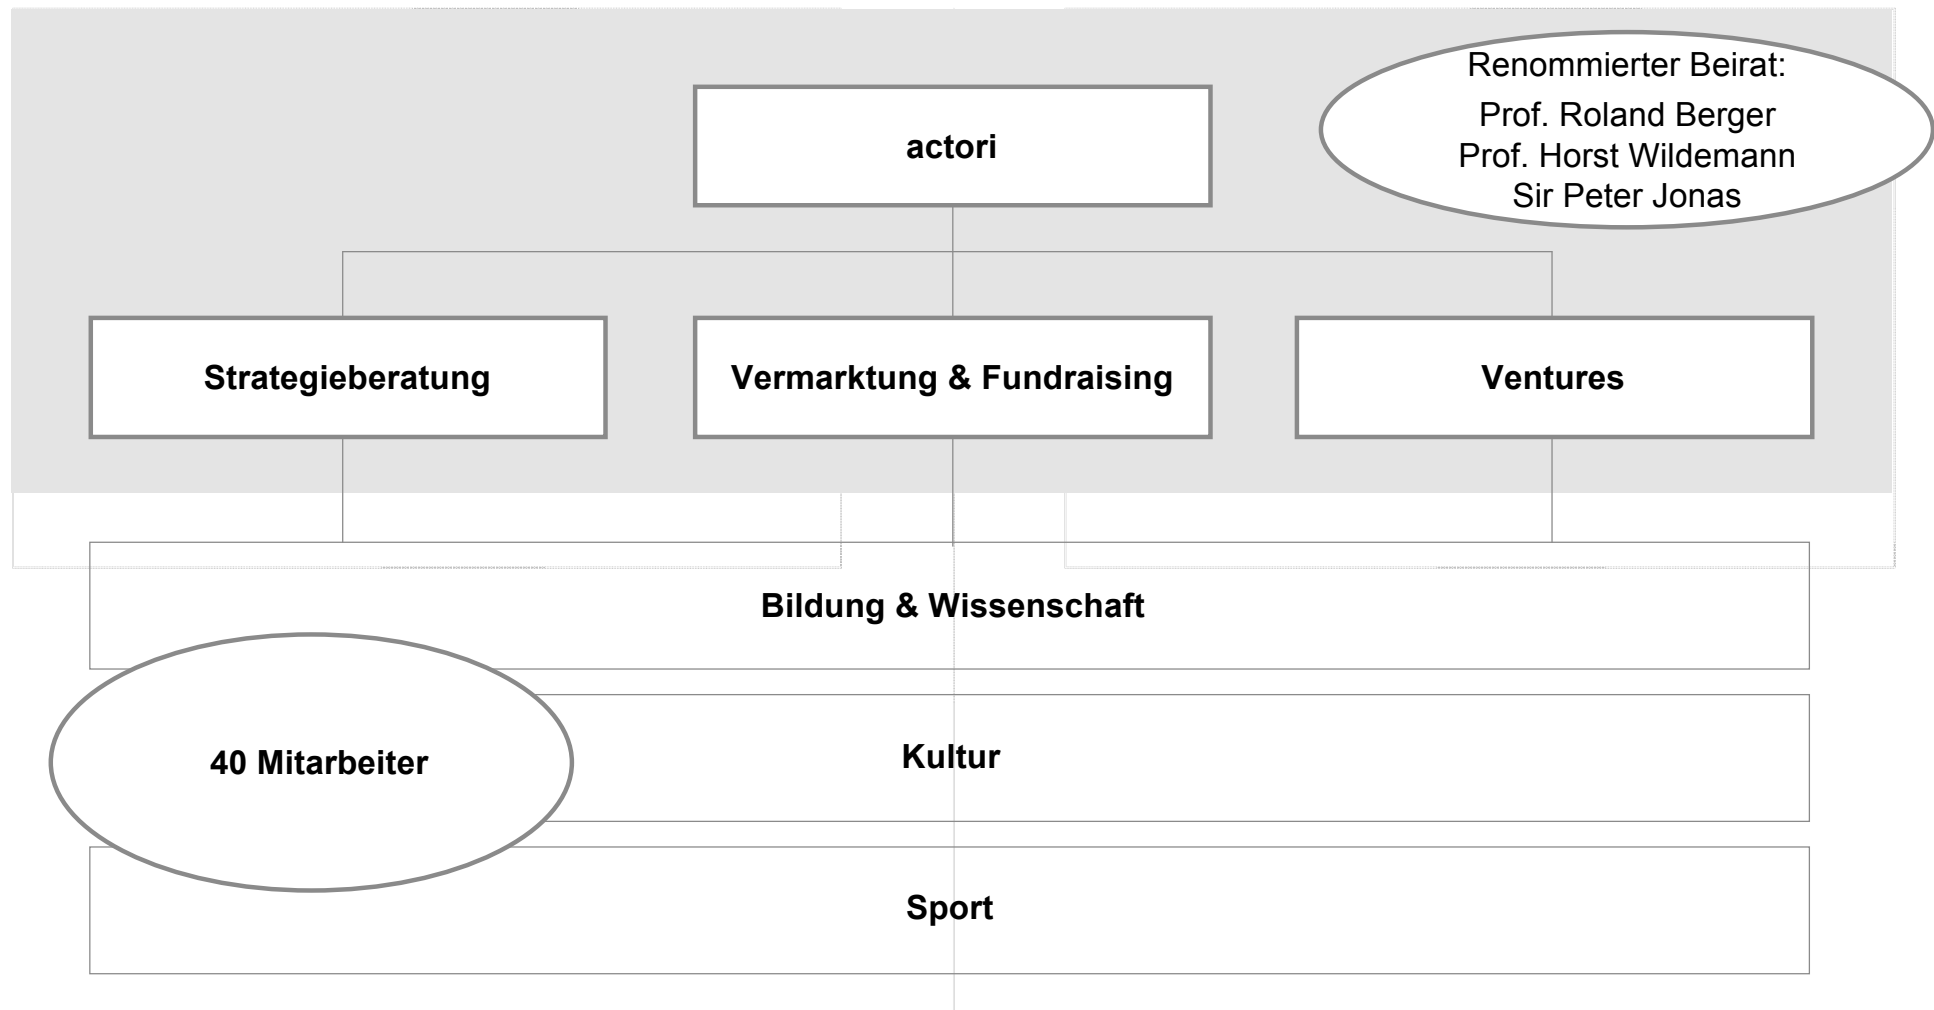 Renommierter Beirat:
Prof. Roland Berger
Prof. Horst Wildemann
Sir Peter Jonas
actori
Strategieberatung
Vermarktung & Fundraising
Ventures
Bildung & Wissenschaft
40 Mitarbeiter
Kultur
Sport